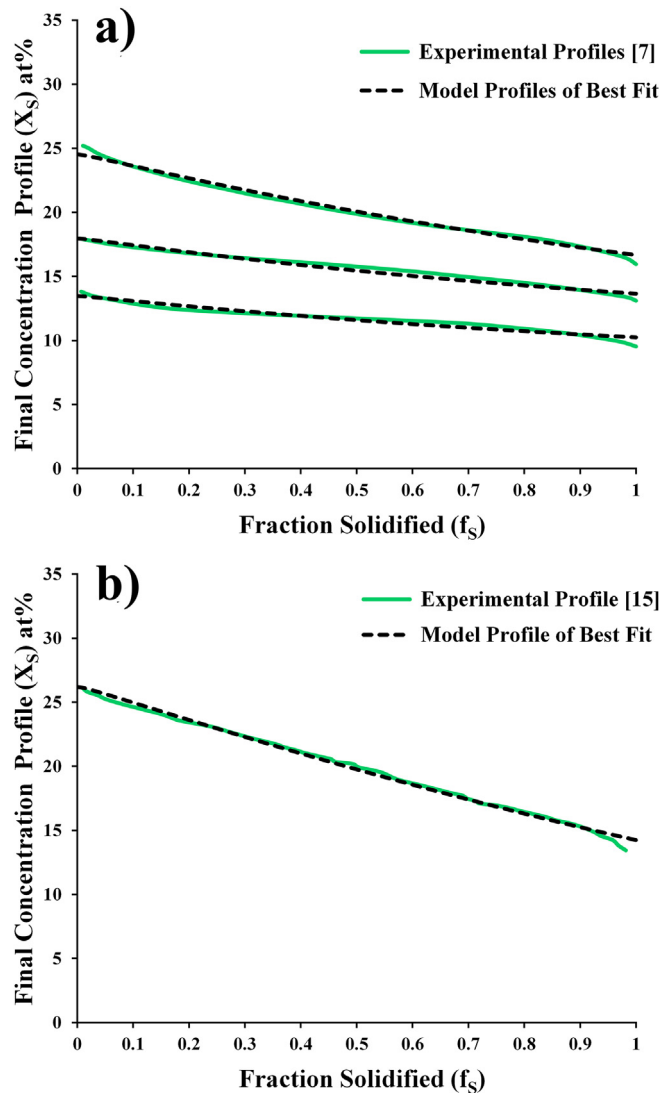 a)
Experimental Profiles [7]
Model Profiles of Best Fit
Final Concentration Profile (X_S) at%
35
30
25
20
15
10
5
0
0 0.1 0.2 0.3 0.4 0.5 0.6 0.7 0.8 0.9 1
Fraction Solidified (f_S)
b)
Experimental Profile [15]
Model Profile of Best Fit
Final Concentration Profile (X_S) at%
35
30
25
20
15
10
5
0
0 0.1 0.2 0.3 0.4 0.5 0.6 0.7 0.8 0.9 1
Fraction Solidified (f_S)